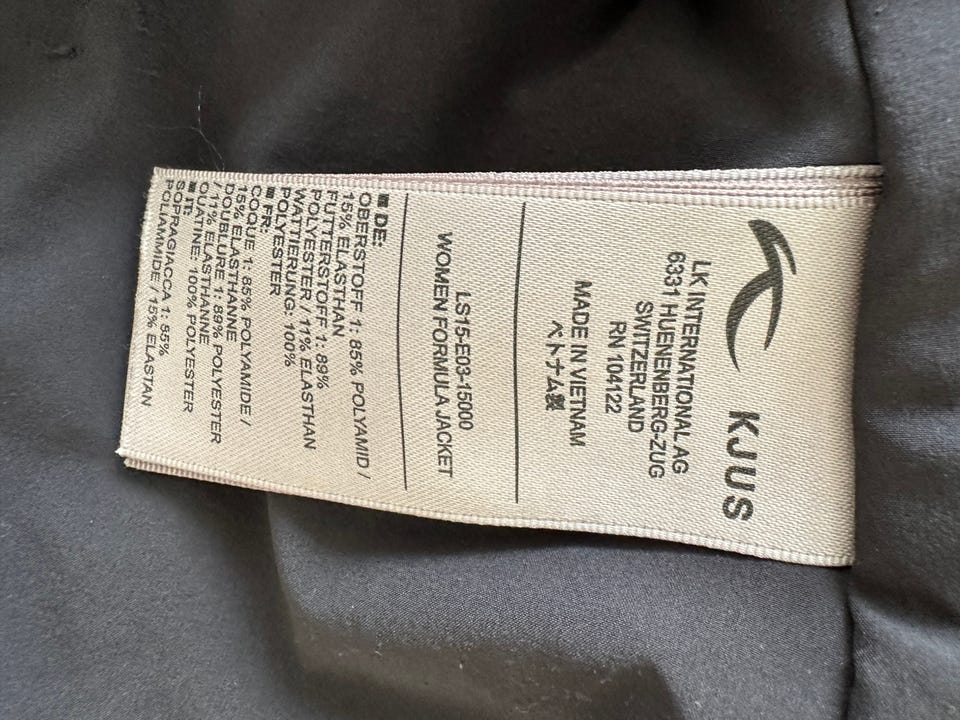 KJUS
LK INTERNATIONAL AG
6331 HUENENBERG-ZUG
SWITZERLAND
RN 104122
MADE IN VIETNAM
ベトナム製
LS15-E03-15000
WOMEN FORMULA JACKET
■ DE:
OBERSTOFF 1: 85% POLYAMID /
15% ELASTHAN
FUTTERSTOFF 1: 89%
POLYESTER / 11% ELASTHAN
WATTIERUNG: 100%
POLYESTER
■ FR:
COQUE 1: 85% POLYAMIDE /
15% ELASTHANNE
DOUBLURE 1: 89% POLYESTER
/ 11% ELASTHANNE
OUATINE: 100% POLYESTER
■ IT:
SOPRAGIACCA 1: 85%
POLIAMMIDE / 15% ELASTAN